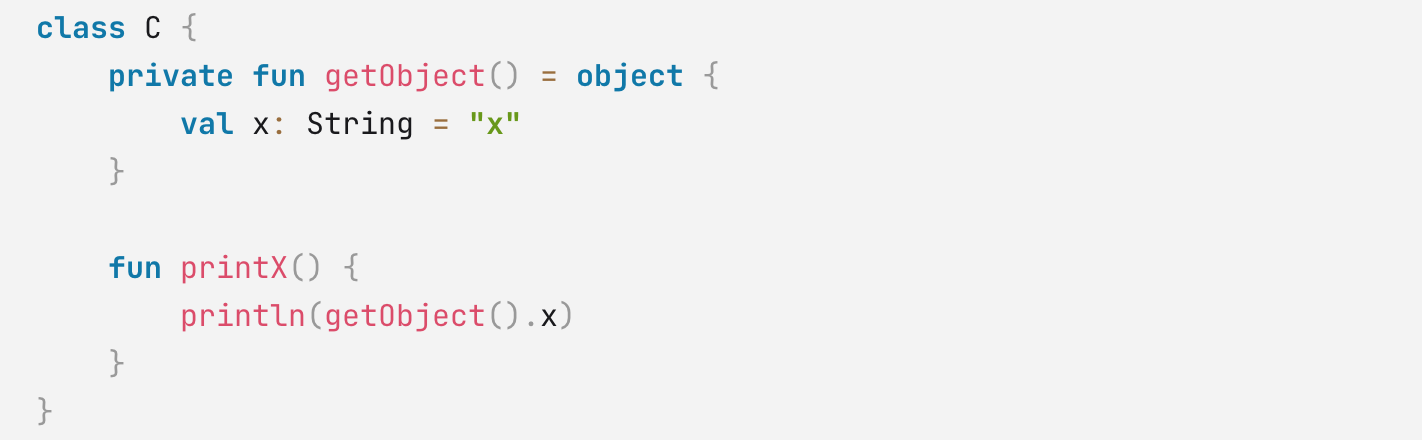 class C {
    private fun getObject() = object {
        val x: String = "x"
    }

    fun printX() {
        println(getObject().x)
    }
}